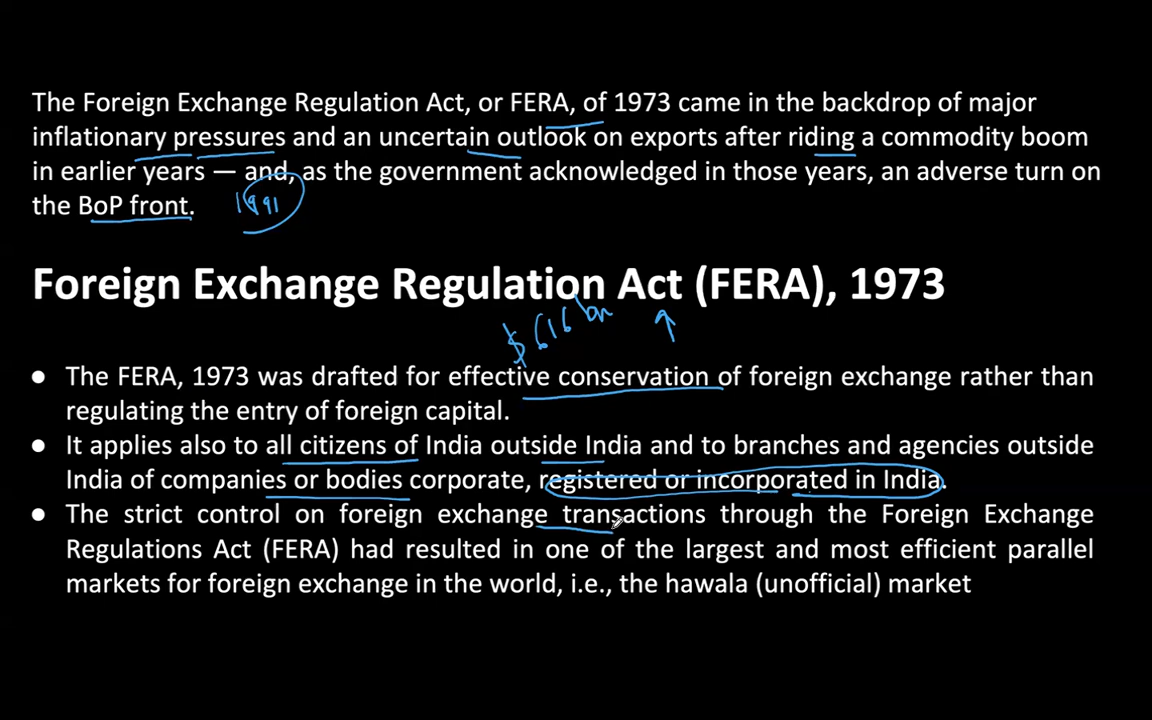 The Foreign Exchange Regulation Act, or FERA, of 1973 came in the backdrop of major
inflationary pressures and an uncertain outlook on exports after riding a commodity boom
in earlier years — and, as the government acknowledged in those years, an adverse turn on
the BoP front. 1991
Foreign Exchange Regulation Act (FERA), 1973
$616 bn
● The FERA, 1973 was drafted for effective conservation of foreign exchange rather than
regulating the entry of foreign capital.
● It applies also to all citizens of India outside India and to branches and agencies outside
India of companies or bodies corporate, registered or incorporated in India.
● The strict control on foreign exchange transactions through the Foreign Exchange
Regulations Act (FERA) had resulted in one of the largest and most efficient parallel
markets for foreign exchange in the world, i.e., the hawala (unofficial) market